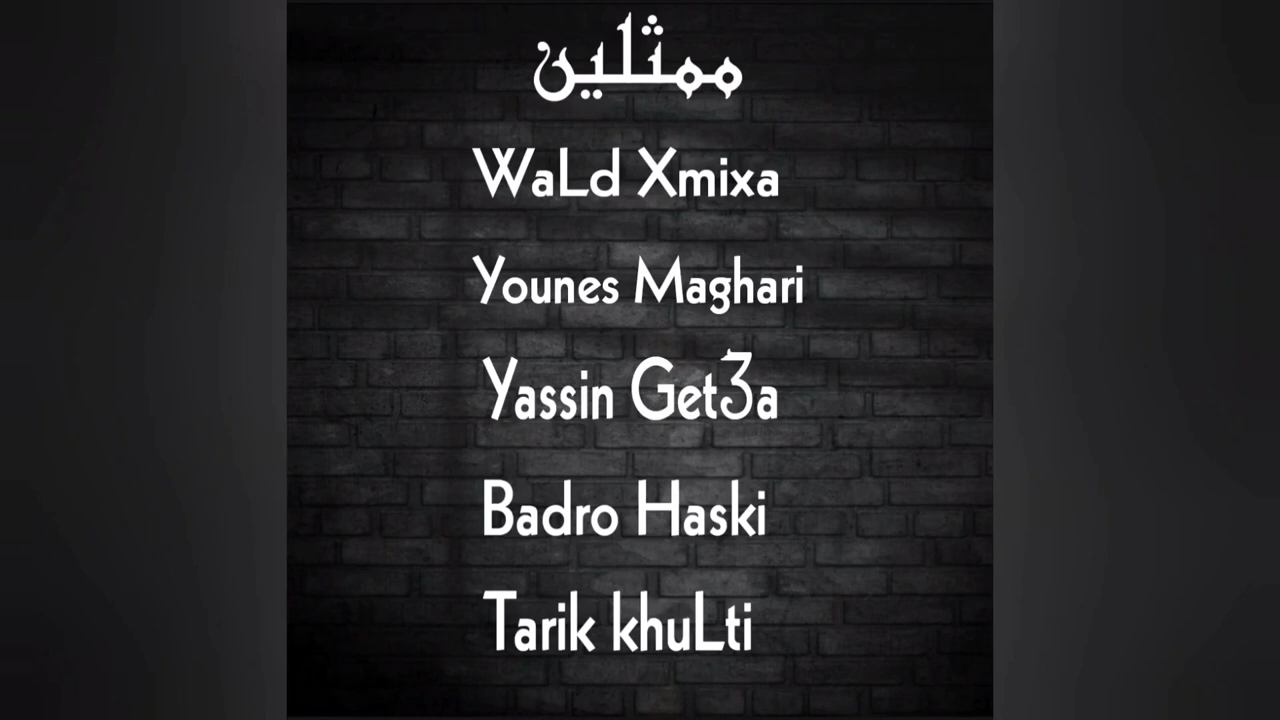 ممثلين
WaLd Xmixa
Younes Maghari
Yassin Get3a
Badro Haski
Tarik khuLti